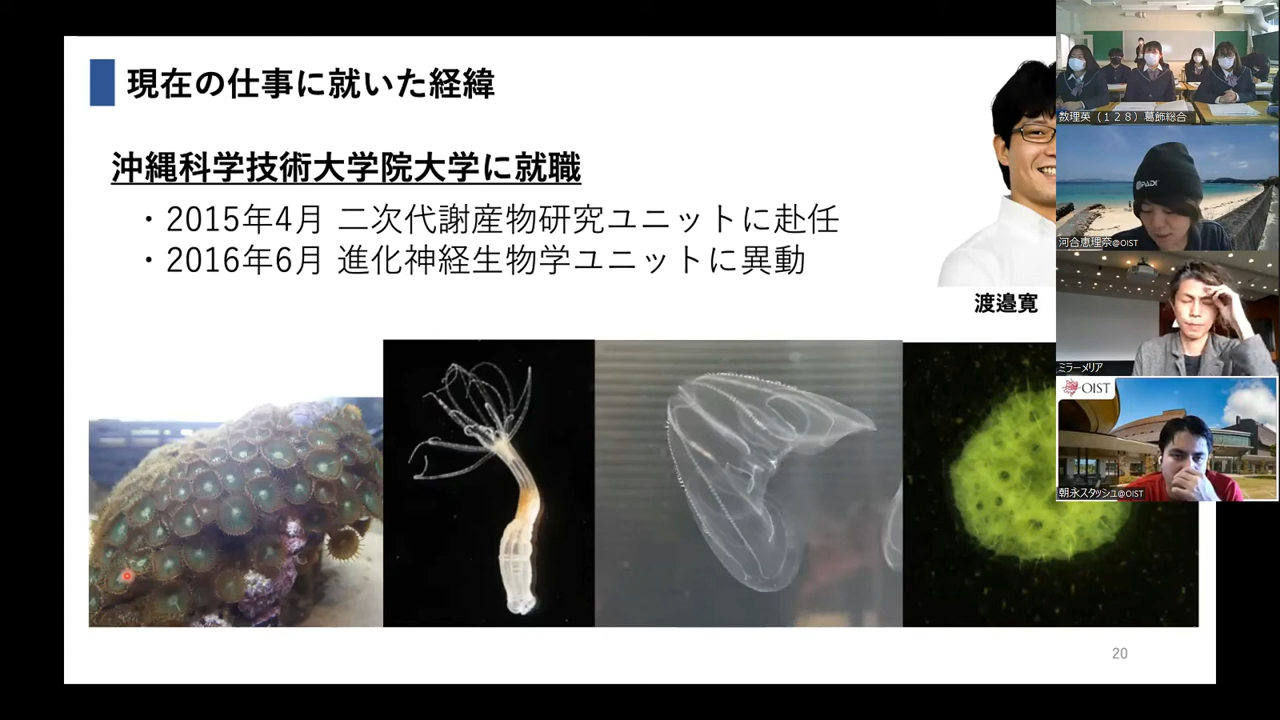 現在の仕事に就いた経緯
沖縄科学技術大学院大学に就職
・2015年4月 二次代謝産物研究ユニットに赴任
・2016年6月 進化神経生物学ユニットに異動
渡邉寛
20
数理英(128)葛飾総合
PADI
河合恵理奈@OIST
ミラーメリア
OIST
朝永スタッシュ@OIST